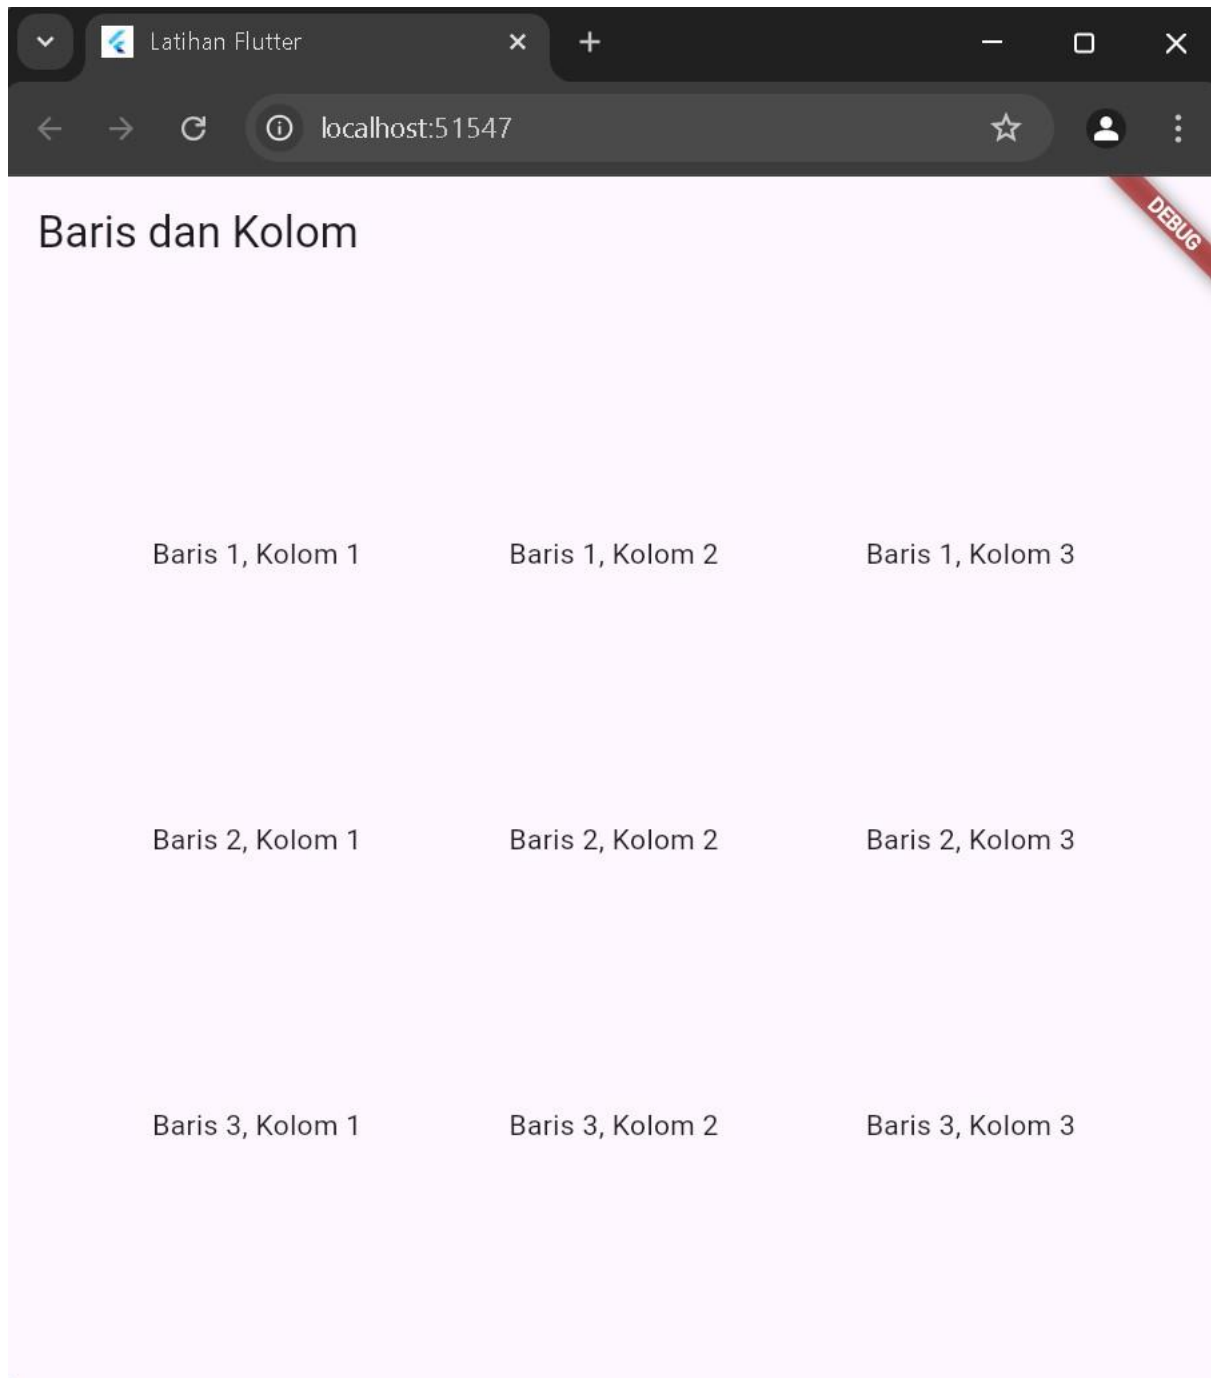 Latihan Flutter
localhost:51547
DEBUG
Baris dan Kolom
Baris 1, Kolom 1 Baris 1, Kolom 2 Baris 1, Kolom 3
Baris 2, Kolom 1 Baris 2, Kolom 2 Baris 2, Kolom 3
Baris 3, Kolom 1 Baris 3, Kolom 2 Baris 3, Kolom 3